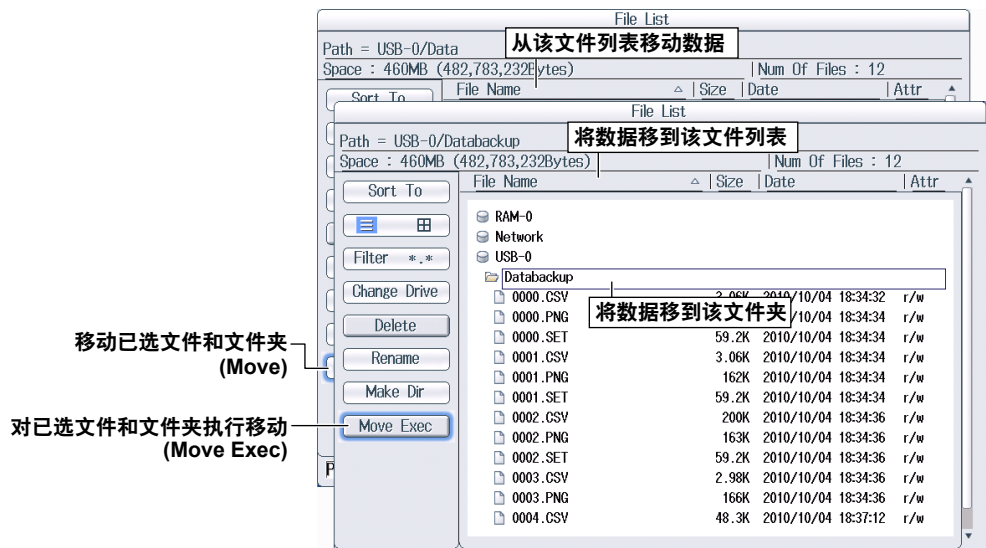 File List
Path = USB-0/Data
从该文件列表移动数据
Space : 460MB (482,783,232Bytes) Num Of Files : 12
Sort To File Name Size Date Attr
File List
Path = USB-0/Databackup
将数据移到该文件列表
Space : 460MB (482,783,232Bytes) Num Of Files : 12
Sort To File Name Size Date Attr
RAM-0
Network
USB-0
Filter *.*
Databackup
Change Drive
0000.CSV 3.06K 2010/10/04 18:34:32 r/w
将数据移到该文件夹
0000.PNG 18:34:34 r/w
Delete
0000.SET 59.2K 2010/10/04 18:34:34 r/w
0001.CSV 3.06K 2010/10/04 18:34:34 r/w
Rename
0001.PNG 162K 2010/10/04 18:34:34 r/w
0001.SET 59.2K 2010/10/04 18:34:34 r/w
Make Dir
0002.CSV 200K 2010/10/04 18:34:36 r/w
Move Exec
0002.PNG 163K 2010/10/04 18:34:36 r/w
0002.SET 59.2K 2010/10/04 18:34:36 r/w
0003.CSV 2.98K 2010/10/04 18:34:36 r/w
0003.PNG 166K 2010/10/04 18:34:36 r/w
0004.CSV 48.3K 2010/10/04 18:37:12 r/w
移动已选文件和文件夹
(Move)
对已选文件和文件夹执行移动
(Move Exec)